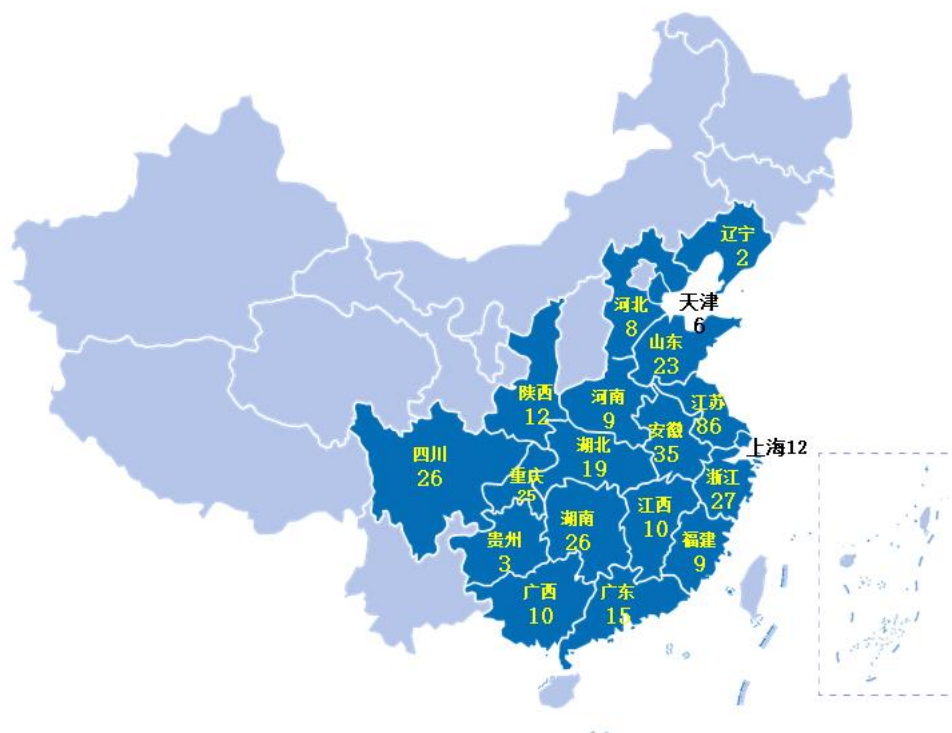 辽宁
2
天津
6
河北
8
山东
23
陕西
12
河南
9
江苏
86
安徽
35
上海12
湖北
19
四川
26
重庆
25
浙江
27
江西
10
湖南
26
贵州
3
福建
9
广西
10
广东
15